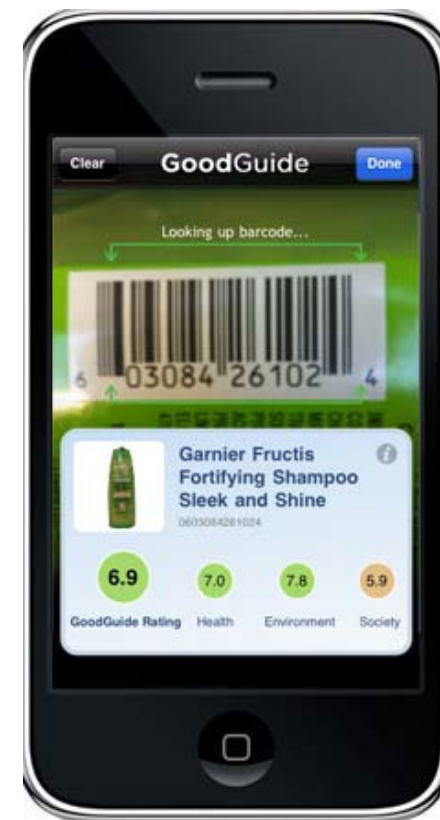 Clear GoodGuide Done
Looking up barcode...
6 03084 26102 4
Garnier Fructis
Fortifying Shampoo
Sleek and Shine
0603084261024
6.9 7.0 7.8 5.9
GoodGuide Rating Health Environment Society